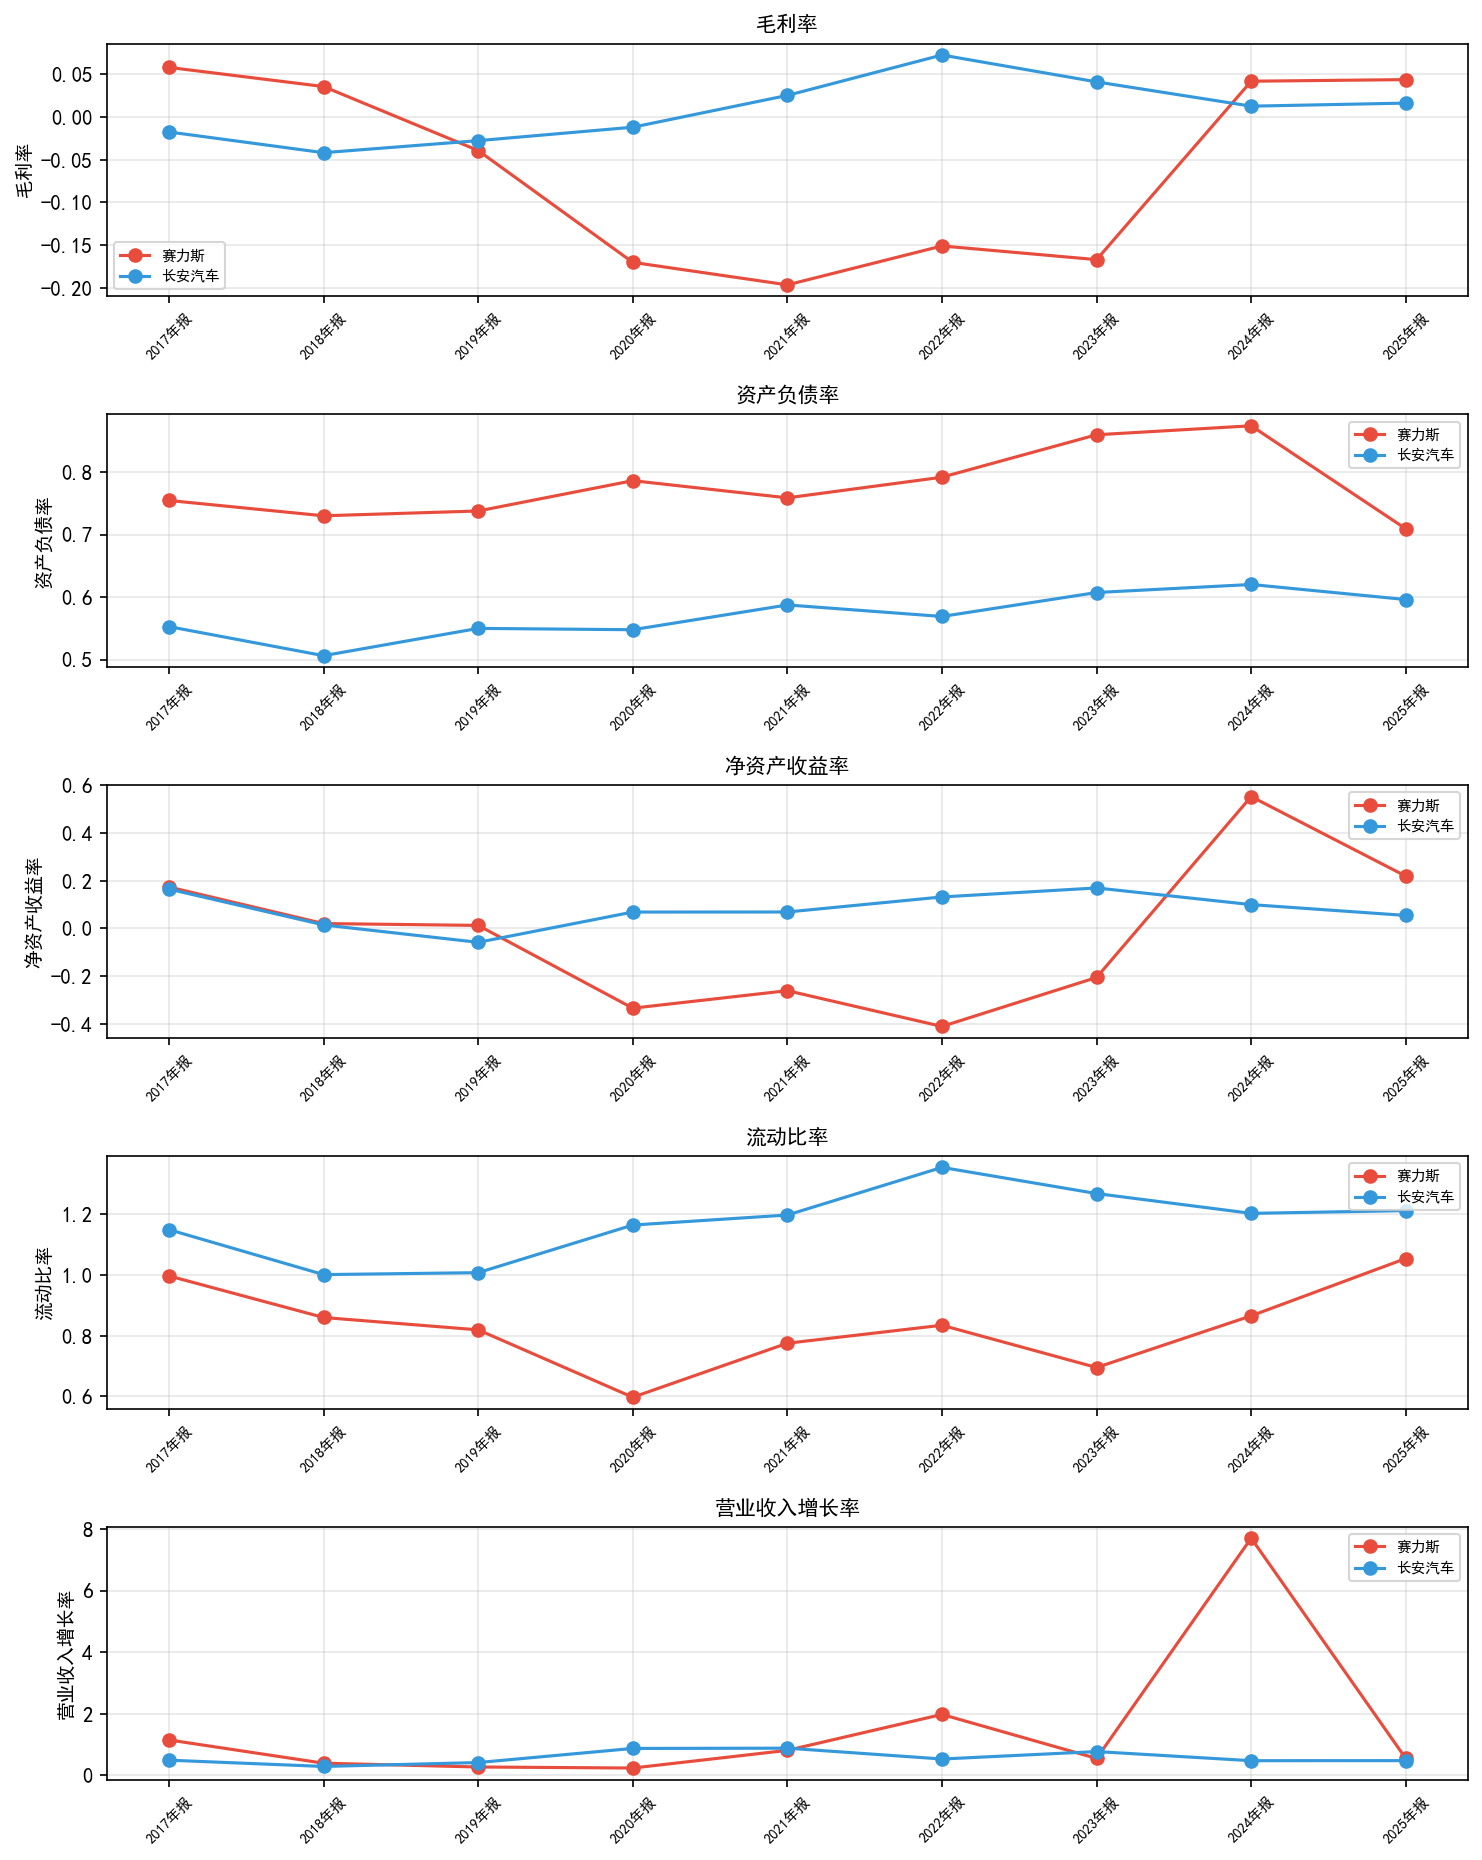 毛利率
毛利率
0.05
0.00
−0.05
−0.10
−0.15
−0.20
赛力斯
长安汽车
2017年报
2018年报
2019年报
2020年报
2021年报
2022年报
2023年报
2024年报
2025年报
资产负债率
资产负债率
0.8
0.7
0.6
0.5
赛力斯
长安汽车
2017年报
2018年报
2019年报
2020年报
2021年报
2022年报
2023年报
2024年报
2025年报
净资产收益率
净资产收益率
0.6
0.4
0.2
0.0
−0.2
−0.4
赛力斯
长安汽车
2017年报
2018年报
2019年报
2020年报
2021年报
2022年报
2023年报
2024年报
2025年报
流动比率
流动比率
1.2
1.0
0.8
0.6
赛力斯
长安汽车
2017年报
2018年报
2019年报
2020年报
2021年报
2022年报
2023年报
2024年报
2025年报
营业收入增长率
营业收入增长率
8
6
4
2
0
赛力斯
长安汽车
2017年报
2018年报
2019年报
2020年报
2021年报
2022年报
2023年报
2024年报
2025年报